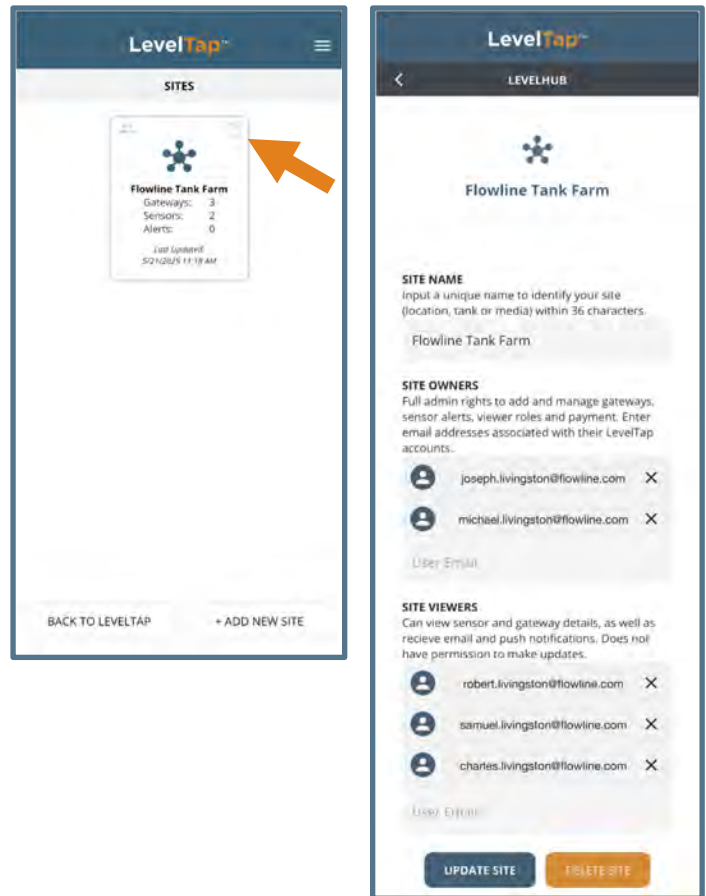 LevelTap™
SITES
Flowline Tank Farm
Gateways: 3
Sensors: 2
Alerts: 0
Last Updated:
5/21/2025 11:18 AM
BACK TO LEVELTAP
+ ADD NEW SITE
LevelTap™
LEVELHUB
Flowline Tank Farm
SITE NAME
Input a unique name to identify your site
(location, tank or media) within 36 characters.
Flowline Tank Farm
SITE OWNERS
Full admin rights to add and manage gateways,
sensor alerts, viewer roles and payment. Enter
email addresses associated with their LevelTap
accounts.
joseph.livingston@flowline.com
michael.livingston@flowline.com
User Email
SITE VIEWERS
Can view sensor and gateway details, as well as
recieve email and push notifications. Does not
have permission to make updates.
robert.livingston@flowline.com
samuel.livingston@flowline.com
charles.livingston@flowline.com
User Email
UPDATE SITE
DELETE SITE